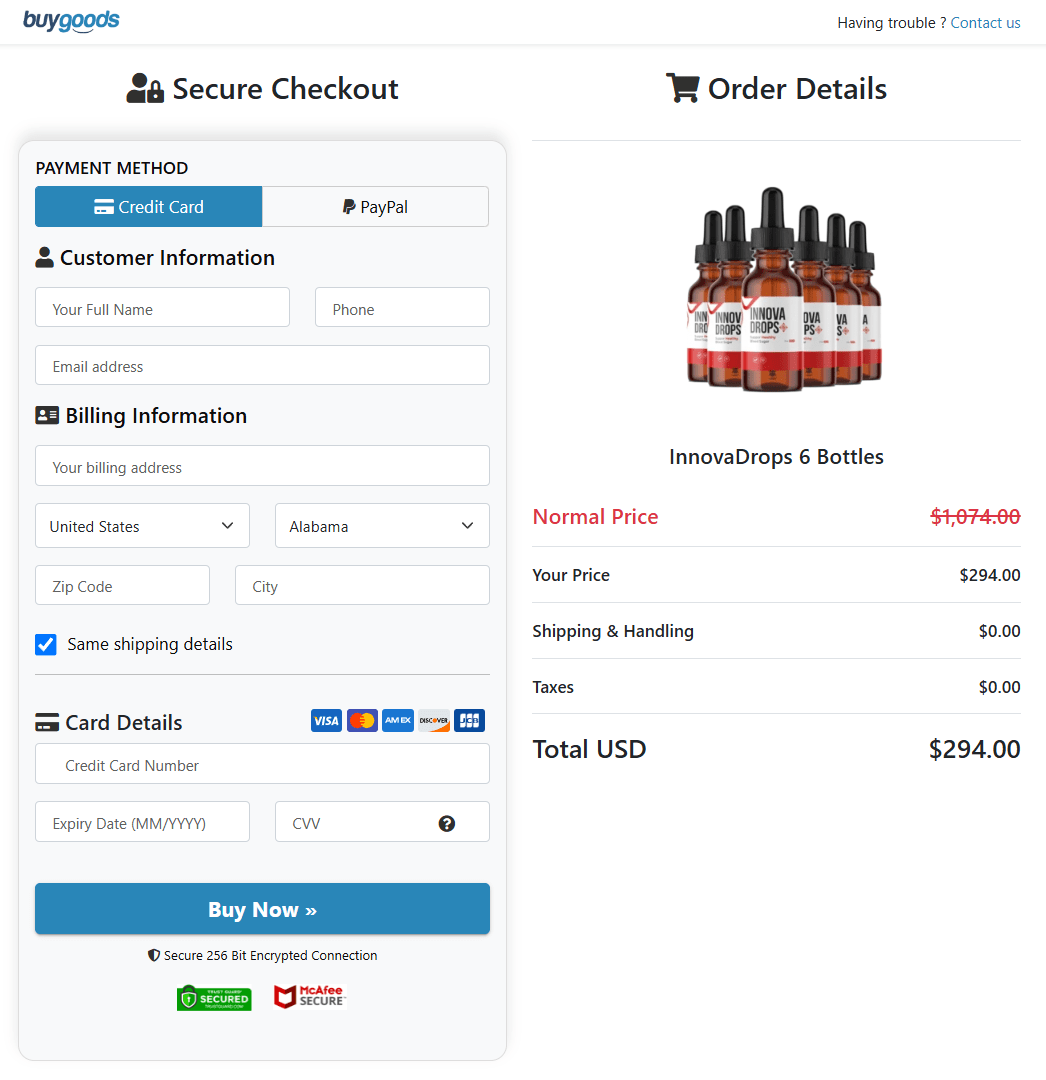 buygoods
Having trouble ? Contact us
Secure Checkout
PAYMENT METHOD
Credit Card
PayPal
Customer Information
Your Full Name
Phone
Email address
Billing Information
Your billing address
United States
Alabama
Zip Code
City
Same shipping details
Card Details
VISA
AMEX
DISCOVER
JCB
Credit Card Number
Expiry Date (MM/YYYY)
CVV
Buy Now »
Secure 256 Bit Encrypted Connection
TRUST GUARD
SECURED
TRUSTGUARD.COM
McAfee
SECURE
Order Details
INNOVA
DROPS+
InnovaDrops 6 Bottles
Normal Price $1,074.00
Your Price $294.00
Shipping & Handling $0.00
Taxes $0.00
Total USD $294.00